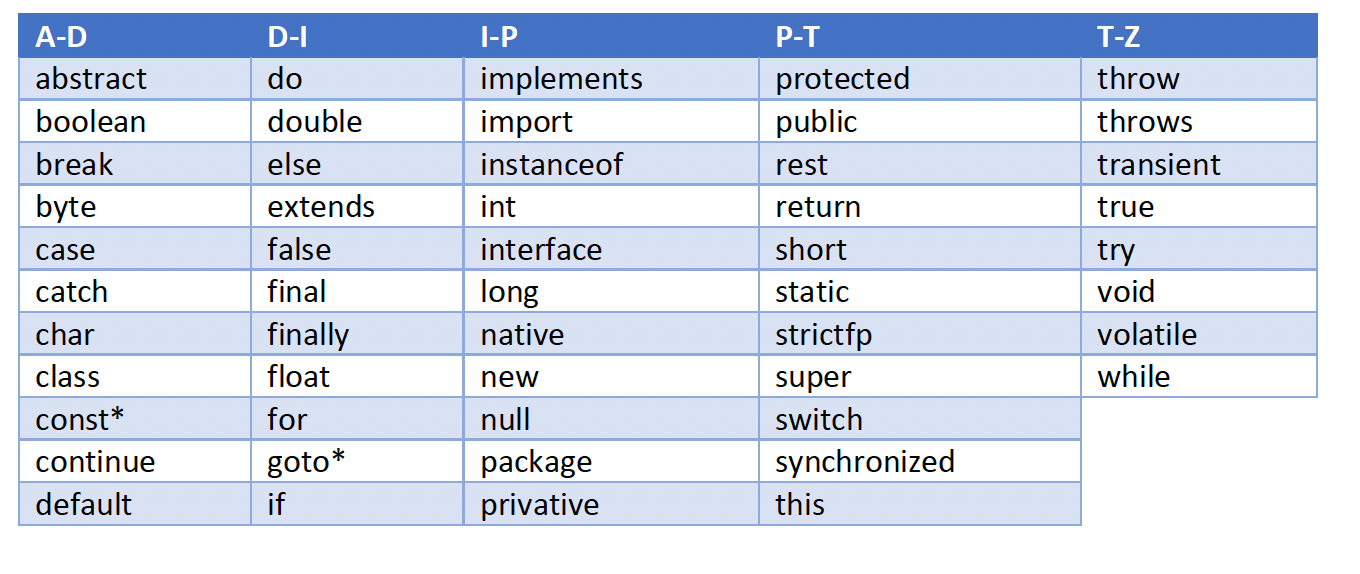 A-D D-I I-P P-T T-Z
abstract do implements protected throw
boolean double import public throws
break else instanceof rest transient
byte extends int return true
case false interface short try
catch final long static void
char finally native strictfp volatile
class float new super while
const* for null switch
continue goto* package synchronized
default if privative this